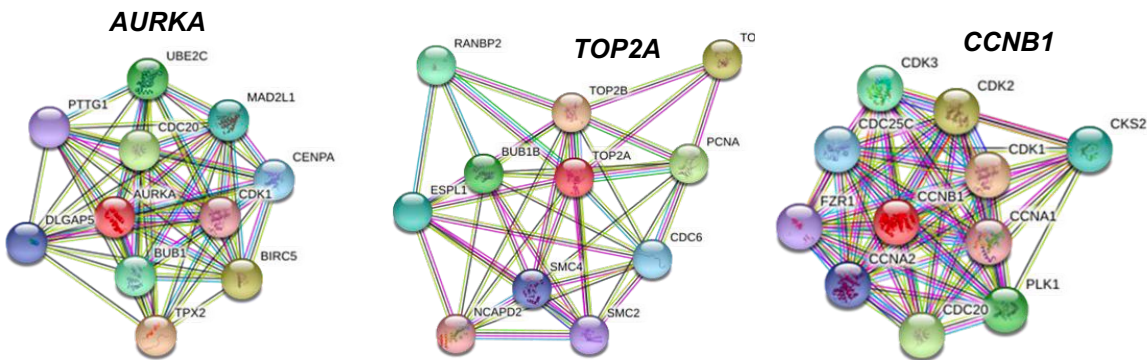 AURKA
UBE2C
PTTG1
MAD2L1
CDC20
CENPA
AURKA
CDK1
DLGAP5
BUB1
BIRC5
TPX2
TOP2A
RANBP2
TO
TOP2B
BUB1B
TOP2A
PCNA
ESPL1
CDC6
SMC4
NCAPD2
SMC2
CCNB1
CDK3
CDK2
CDC25C
CKS2
CDK1
FZR1
CCNB1
CCNA1
CCNA2
PLK1
CDC20